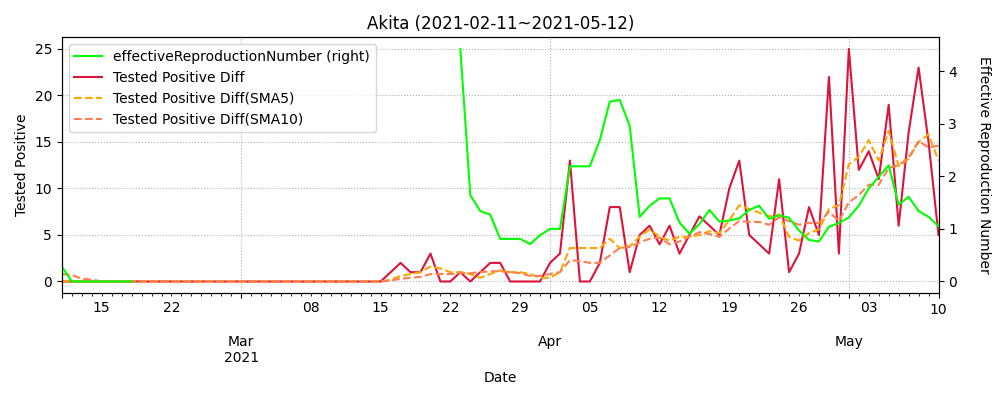 Akita (2021-02-11~2021-05-12)
effectiveReproductionNumber (right)
Tested Positive Diff
Tested Positive Diff(SMA5)
Tested Positive Diff(SMA10)
Tested Positive
25
20
15
10
5
0
Effective Reproduction Number
4
3
2
1
0
15 22 08 15 22 29 05 12 19 26 03 10
Mar Apr May
2021
Date